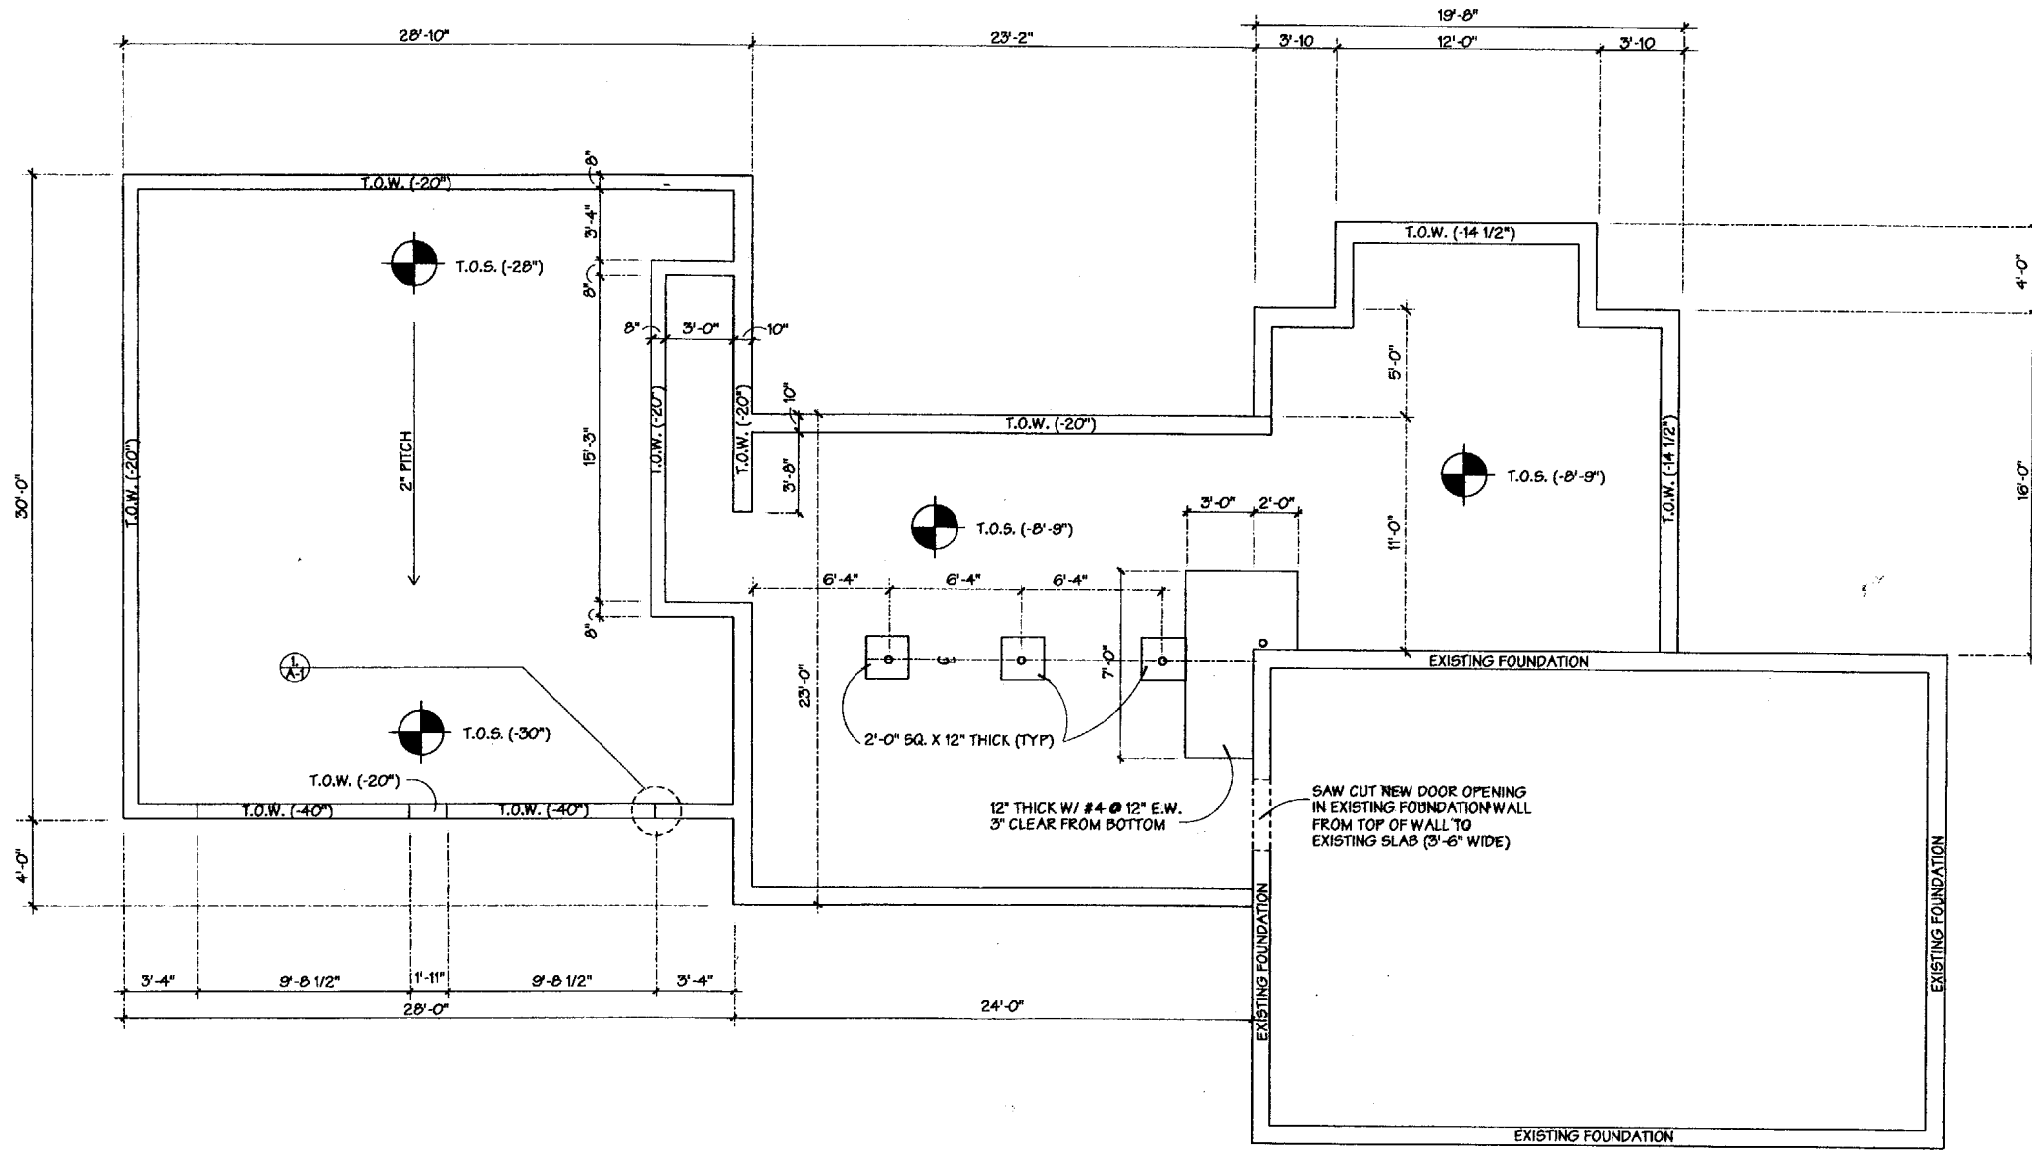 19'-8"
28'-10"
23'-2"
3'-10
12'-0"
3'-10
8"
T.O.W. (-20")
3'-4"
T.O.W. (-14 1/2")
T.O.S. (-28")
4'-0"
8"
8"
3'-0"
10"
5'-0"
10"
T.O.W. (-20")
T.O.W. (-20")
T.O.W. (-20")
T.O.W. (-20")
2" PITCH
15'-3"
3'-8"
30'-0"
T.O.S. (-8'-9")
T.O.W. (-14 1/2")
16'-0"
3'-0"
2'-0"
T.O.S. (-8'-9")
11'-0"
6'-4"
6'-4"
6'-4"
8"
1
A-1
7'-0"
EXISTING FOUNDATION
23'-0"
T.O.S. (-30")
2'-0" SQ. X 12" THICK (TYP)
T.O.W. (-20")
T.O.W. (-40")
T.O.W. (-40")
12" THICK W/ #4 @ 12" E.W.
3" CLEAR FROM BOTTOM
SAW CUT NEW DOOR OPENING
IN EXISTING FOUNDATION WALL
FROM TOP OF WALL TO
EXISTING SLAB (3'-6" WIDE)
4'-0"
EXISTING FOUNDATION
EXISTING FOUNDATION
3'-4"
9'-8 1/2"
1'-11"
9'-8 1/2"
3'-4"
28'-0"
24'-0"
EXISTING FOUNDATION